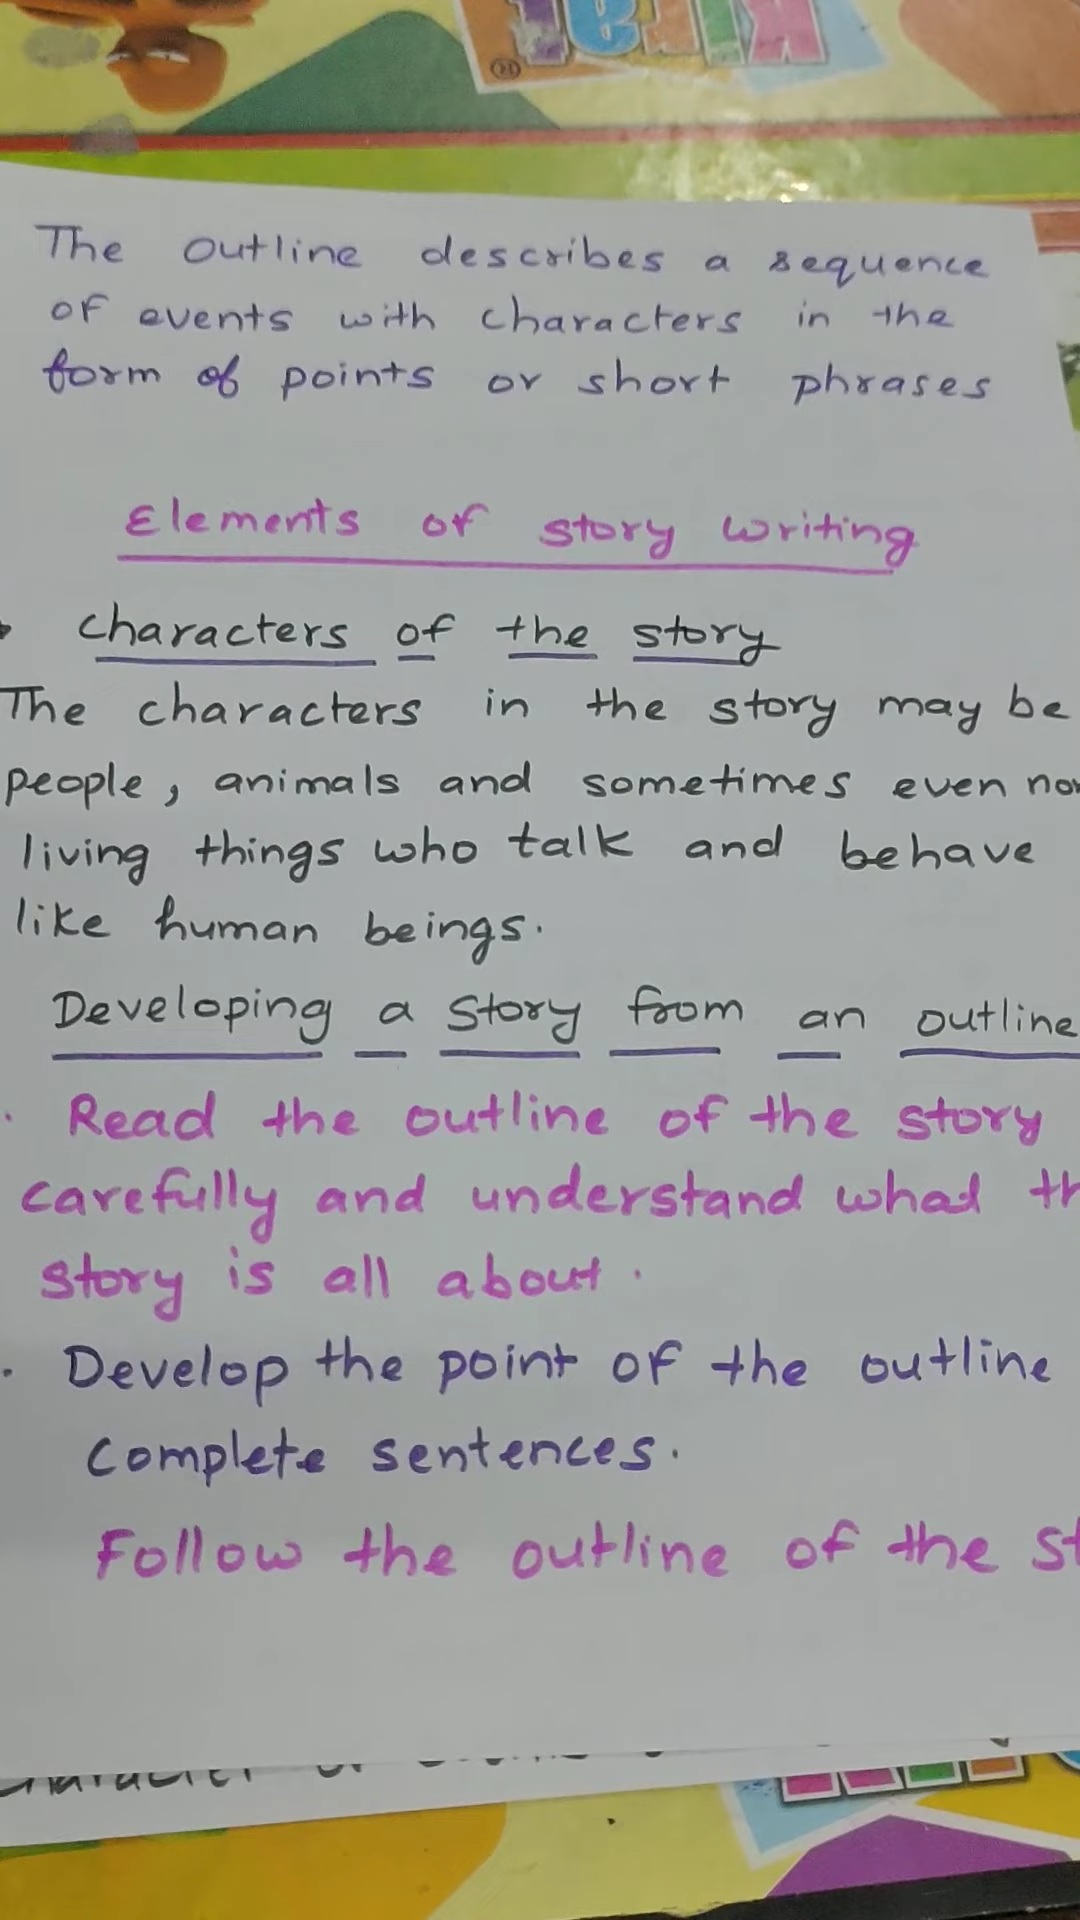 The outline describes a sequence
of events with characters in the
form of points or short phrases
Elements of story writing
characters of the story
The characters in the story may be
people, animals and sometimes even
living things who talk and behave
like human beings.
Developing a story from an outline
. Read the outline of the story
carefully and understand what
story is all about.
. Develop the point of the outline
complete sentences.
Follow the outline of the